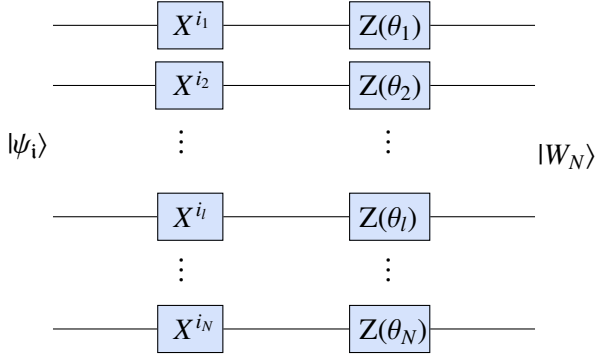 X^{i_1} Z(θ_1)
X^{i_2} Z(θ_2)
|ψ_𝐢⟩ ⋮ ⋮ |W_N⟩
X^{i_l} Z(θ_l)
⋮ ⋮
X^{i_N} Z(θ_N)